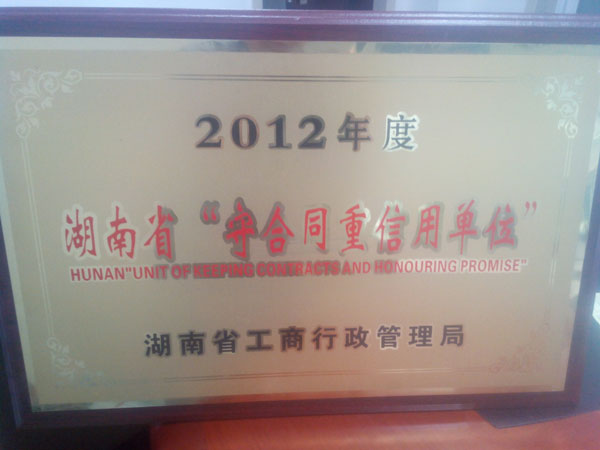 2012年度
湖南省“守合同重信用单位”
HUNAN"UNIT OF KEEPING CONTRACTS AND HONOURING PROMISE"
湖南省工商行政管理局